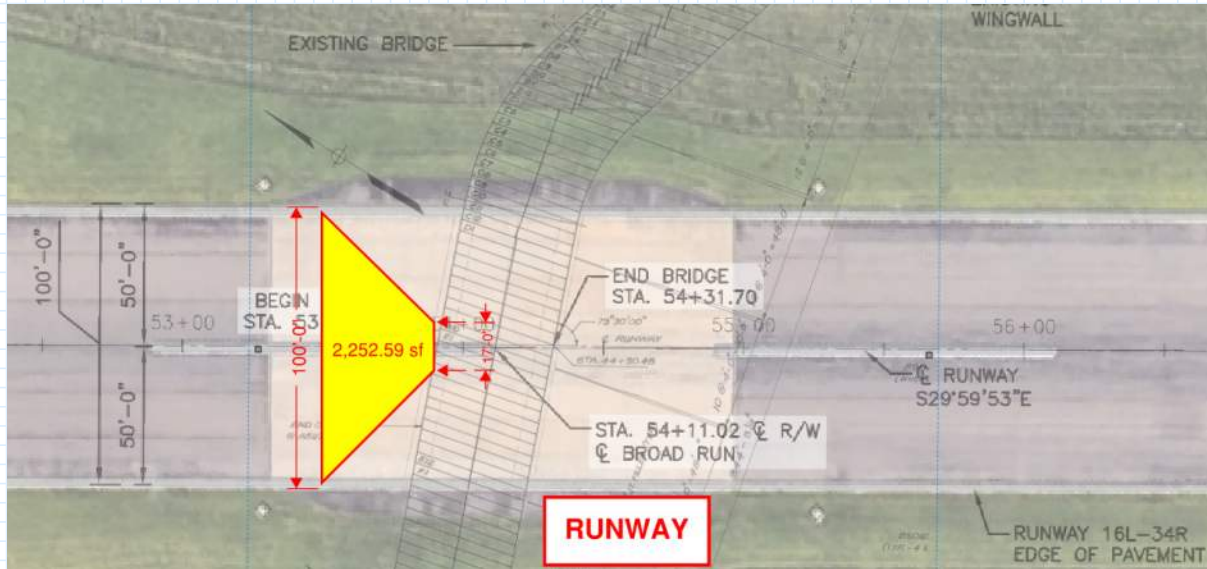 WINGWALL
EXISTING BRIDGE
100'-0"
50'-0"
50'-0"
BEGIN
STA. 53
53+00
100'-0"
2,252.59 sf
17'-0"
END BRIDGE
STA. 54+31.70
55+00
56+00
℄ RUNWAY
℄ RUNWAY
S29°59'53"E
STA. 54+11.02 ℄ R/W
℄ BROAD RUN
RUNWAY
RUNWAY 16L-34R
EDGE OF PAVEMENT